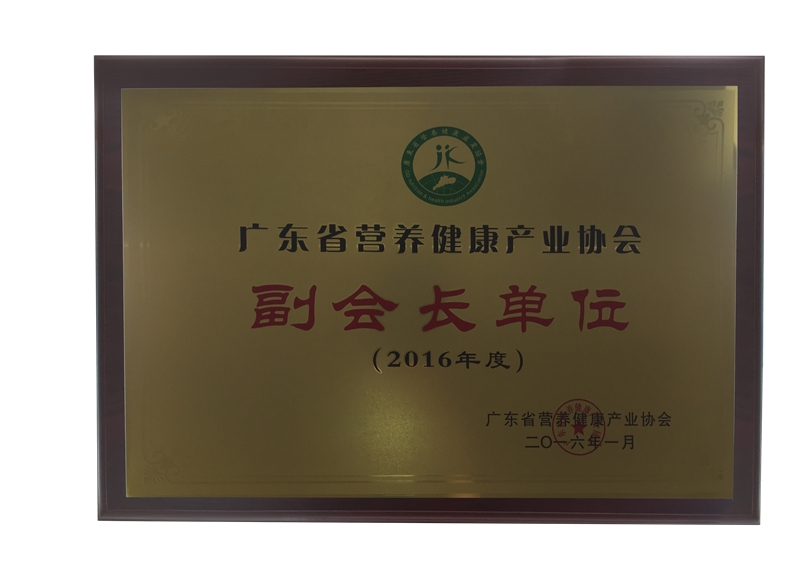 广东省营养健康产业协会
副会长单位
（2016年度）
广东省营养健康产业协会
二〇一六年一月